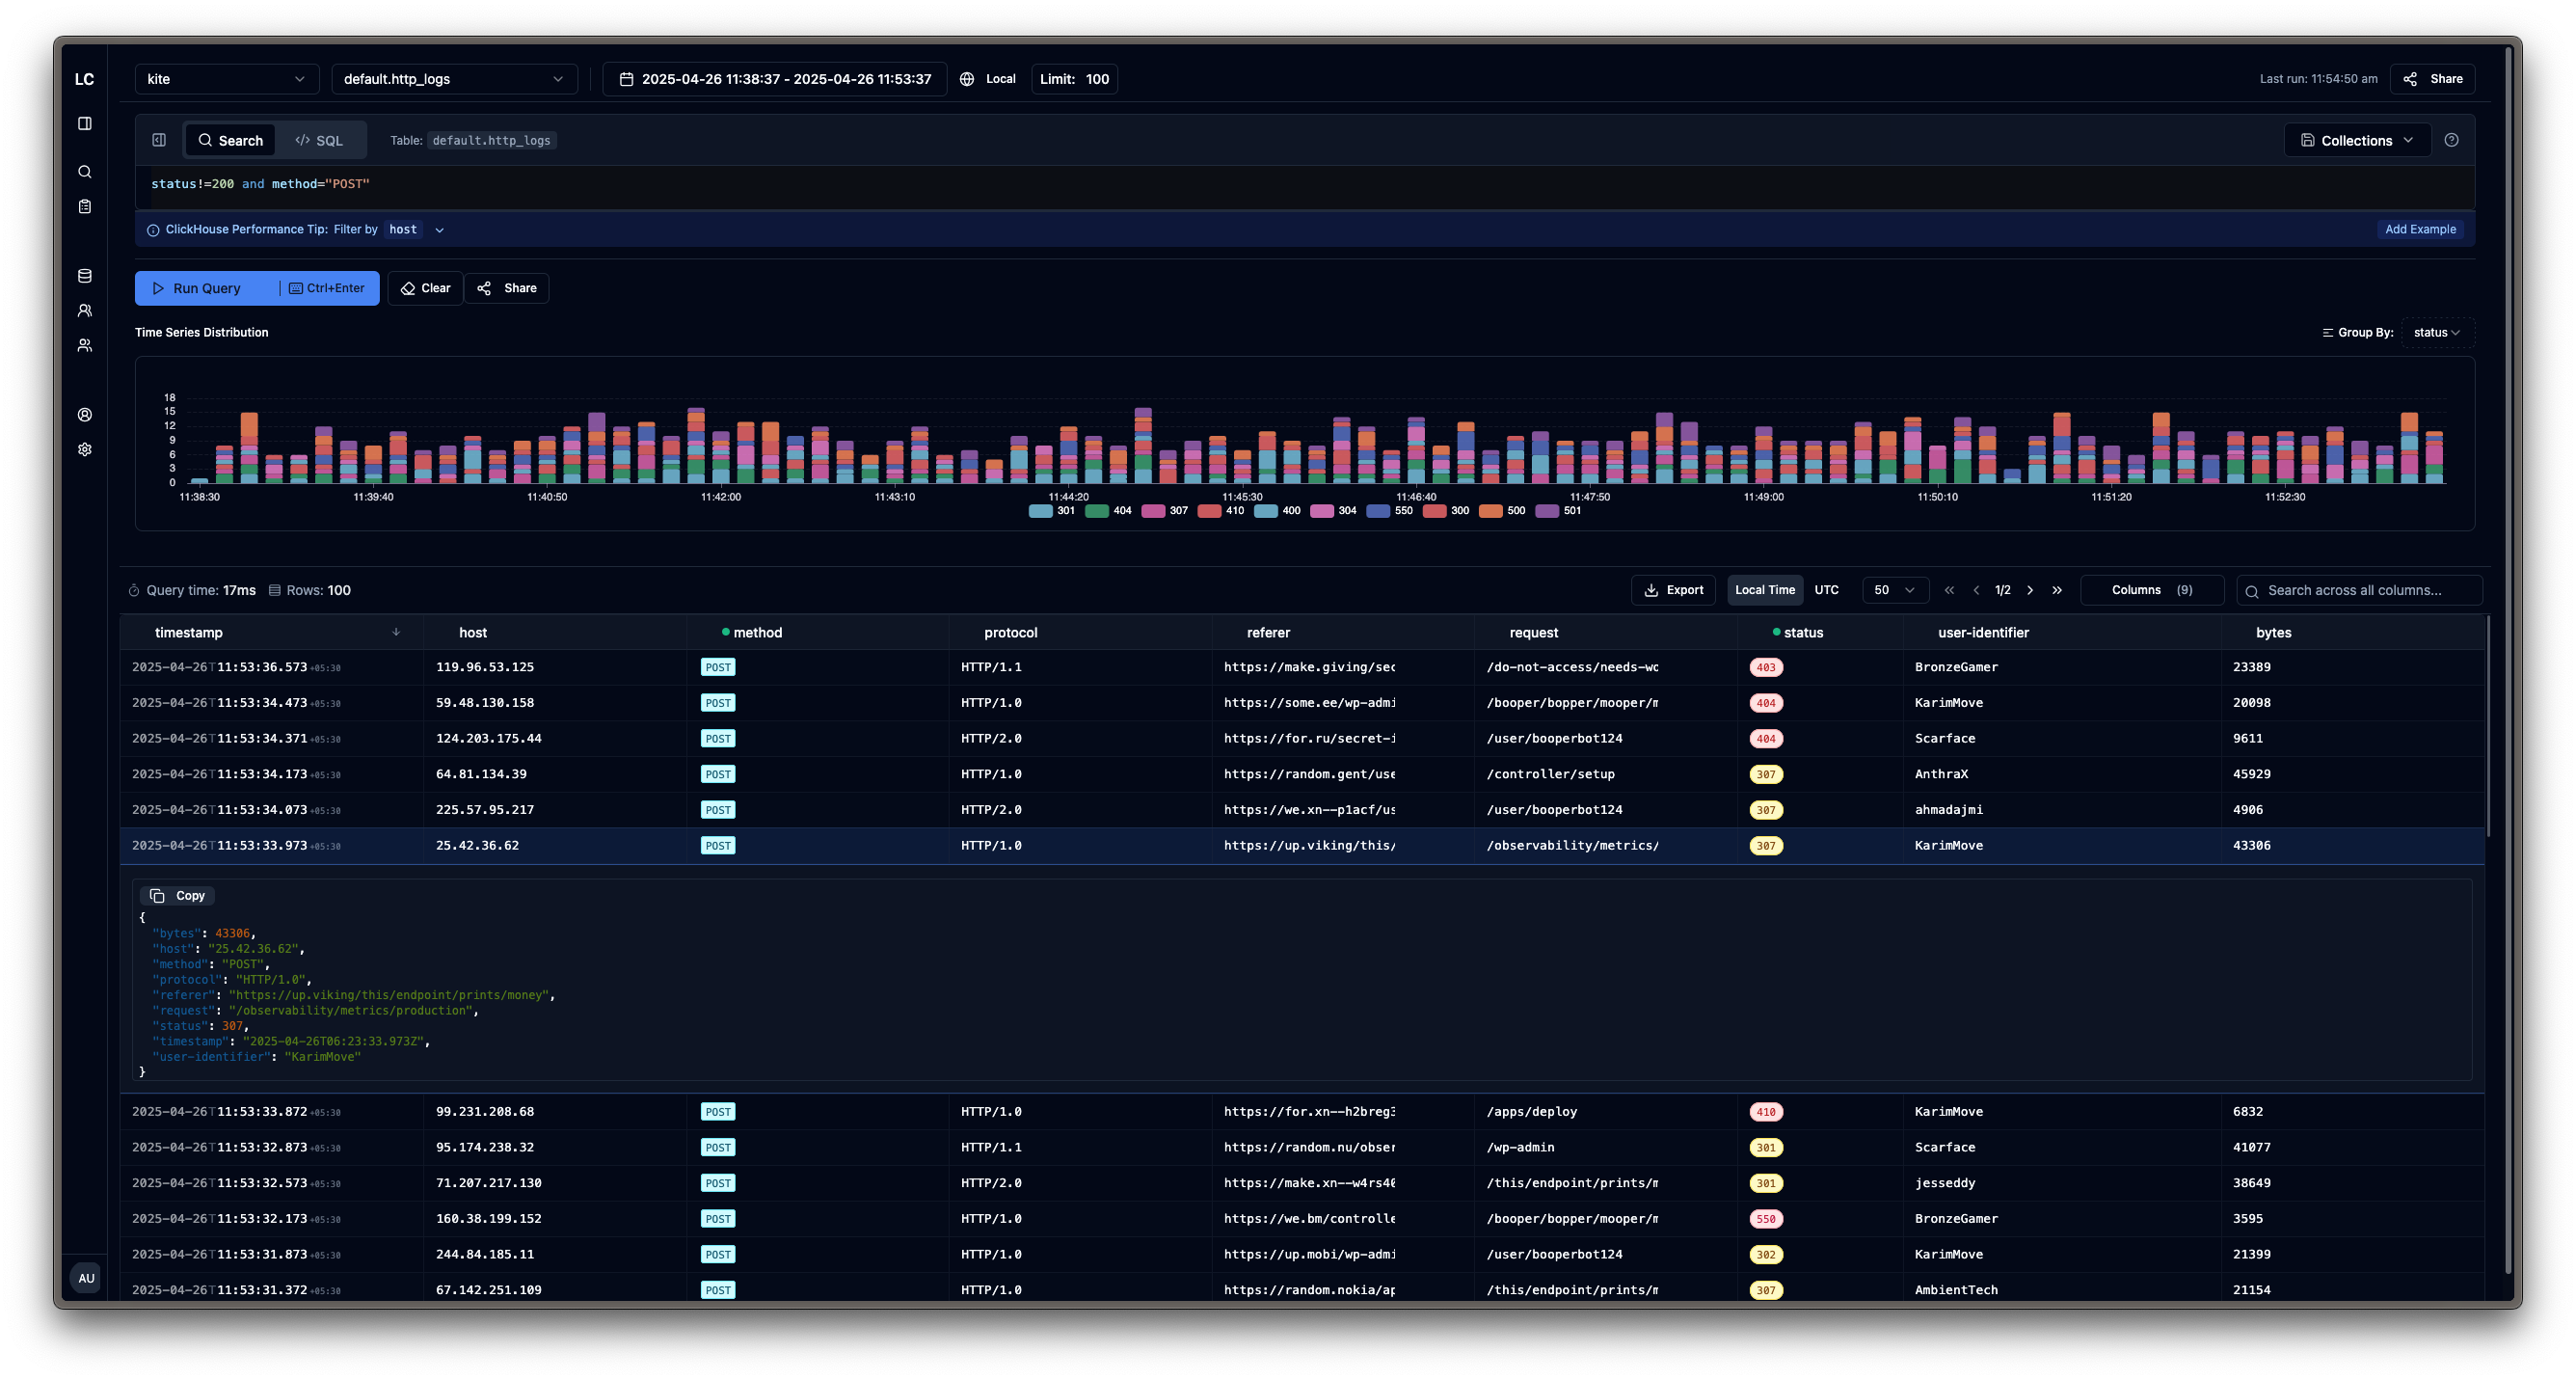 LC
kite
default.http_logs
2025-04-26 11:38:37 - 2025-04-26 11:53:37
Local
Limit: 100
Last run: 11:54:50 am
Share
Search
SQL
Table: default.http_logs
Collections
status!=200 and method="POST"
ClickHouse Performance Tip: Filter by host
Add Example
Run Query
Ctrl+Enter
Clear
Share
Time Series Distribution
Group By: status
18
15
12
9
6
3
0
11:38:30 11:39:40 11:40:50 11:42:00 11:43:10 11:44:20 11:45:30 11:46:40 11:47:50 11:49:00 11:50:10 11:51:20 11:52:30
301 404 307 410 400 304 550 300 500 501
Query time: 17ms Rows: 100
Export
Local Time UTC
50
1/2
Columns (9)
Search across all columns...
timestamp host method protocol referer request status user-identifier bytes
2025-04-26T11:53:36.573+05:30 119.96.53.125 POST HTTP/1.1 https://make.giving/sec /do-not-access/needs-wo 403 BronzeGamer 23389
2025-04-26T11:53:34.473+05:30 59.48.130.158 POST HTTP/1.0 https://some.ee/wp-admi /booper/bopper/mooper/m 404 KarimMove 20098
2025-04-26T11:53:34.371+05:30 124.203.175.44 POST HTTP/2.0 https://for.ru/secret-i /user/booperbot124 404 Scarface 9611
2025-04-26T11:53:34.173+05:30 64.81.134.39 POST HTTP/1.0 https://random.gent/use /controller/setup 307 AnthraX 45929
2025-04-26T11:53:34.073+05:30 225.57.95.217 POST HTTP/2.0 https://we.xn--p1acf/us /user/booperbot124 307 ahmadajmi 4906
2025-04-26T11:53:33.973+05:30 25.42.36.62 POST HTTP/1.0 https://up.viking/this/ /observability/metrics/ 307 KarimMove 43306
Copy
{
"bytes": 43306,
"host": "25.42.36.62",
"method": "POST",
"protocol": "HTTP/1.0",
"referer": "https://up.viking/this/endpoint/prints/money",
"request": "/observability/metrics/production",
"status": 307,
"timestamp": "2025-04-26T06:23:33.973Z",
"user-identifier": "KarimMove"
}
2025-04-26T11:53:33.872+05:30 99.231.208.68 POST HTTP/1.0 https://for.xn--h2breg3 /apps/deploy 410 KarimMove 6832
2025-04-26T11:53:32.873+05:30 95.174.238.32 POST HTTP/1.1 https://random.nu/obser /wp-admin 301 Scarface 41077
2025-04-26T11:53:32.573+05:30 71.207.217.130 POST HTTP/2.0 https://make.xn--w4rs40 /this/endpoint/prints/m 301 jesseddy 38649
2025-04-26T11:53:32.173+05:30 160.38.199.152 POST HTTP/1.0 https://we.bm/controlle /booper/bopper/mooper/m 550 BronzeGamer 3595
2025-04-26T11:53:31.873+05:30 244.84.185.11 POST HTTP/1.0 https://up.mobi/wp-admi /user/booperbot124 302 KarimMove 21399
2025-04-26T11:53:31.372+05:30 67.142.251.109 POST HTTP/1.0 https://random.nokia/ap /this/endpoint/prints/m 307 AmbientTech 21154
AU